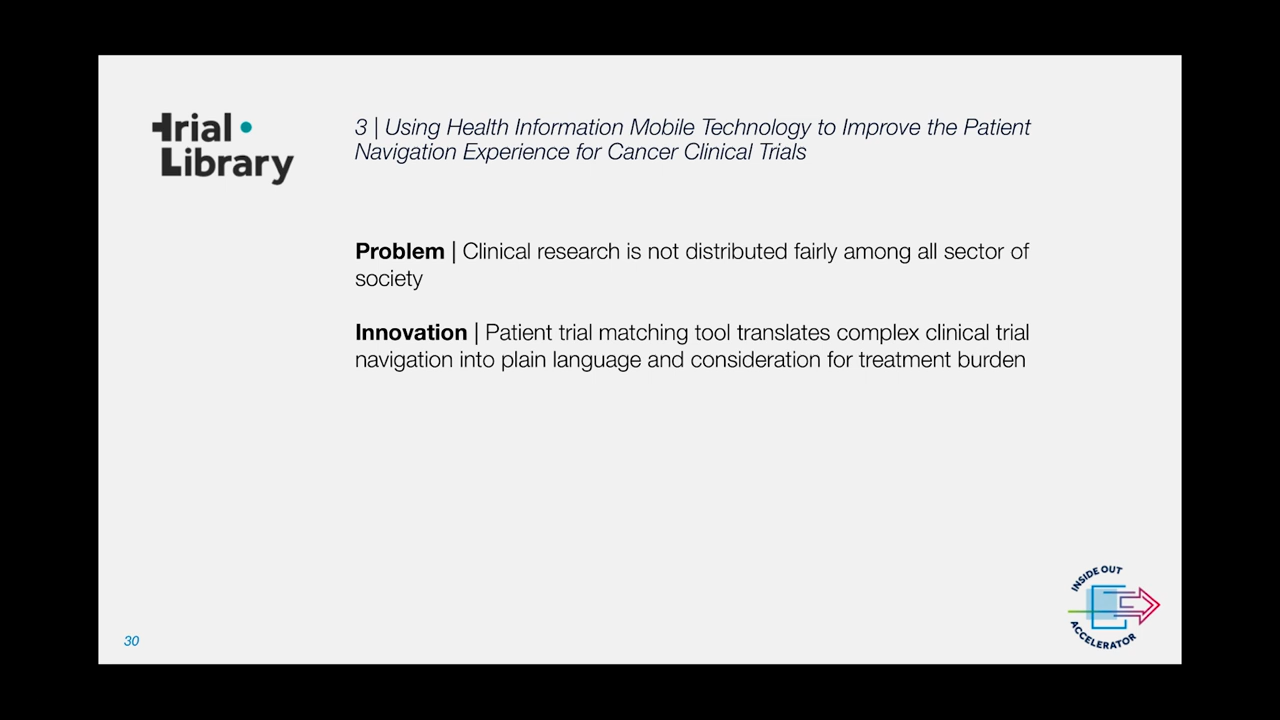 trial
Library
3 | Using Health Information Mobile Technology to Improve the Patient
Navigation Experience for Cancer Clinical Trials
Problem | Clinical research is not distributed fairly among all sector of
society
Innovation | Patient trial matching tool translates complex clinical trial
navigation into plain language and consideration for treatment burden
INSIDE OUT
ACCELERATOR
30